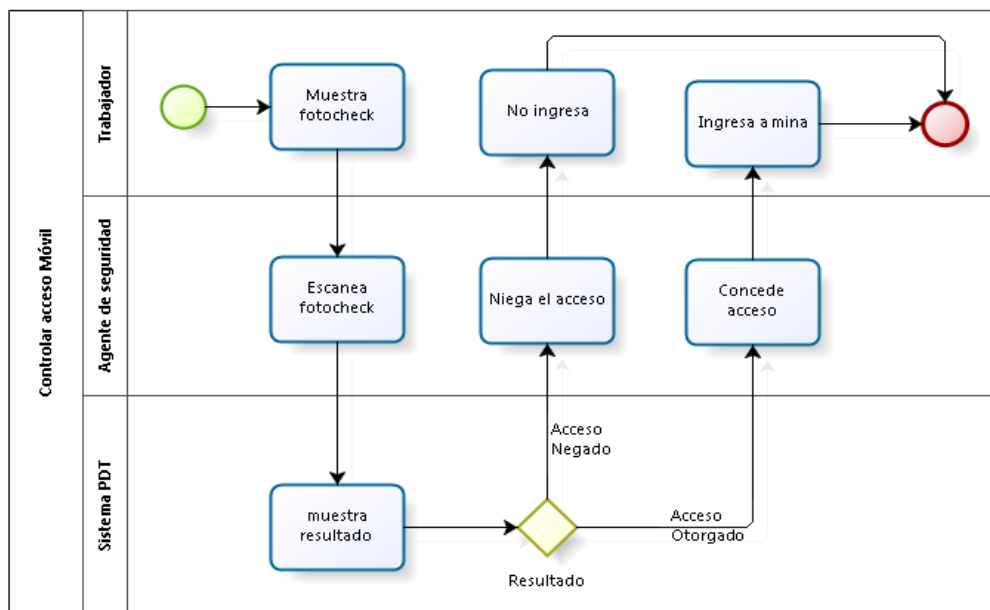 Controlar acceso Móvil
Trabajador
Muestra
fotocheck
No ingresa
Ingresa a mina
Agente de seguridad
Escanea
fotocheck
Niega el acceso
Concede
acceso
Sistema PDT
muestra
resultado
Acceso
Negado
Acceso
Otorgado
Resultado